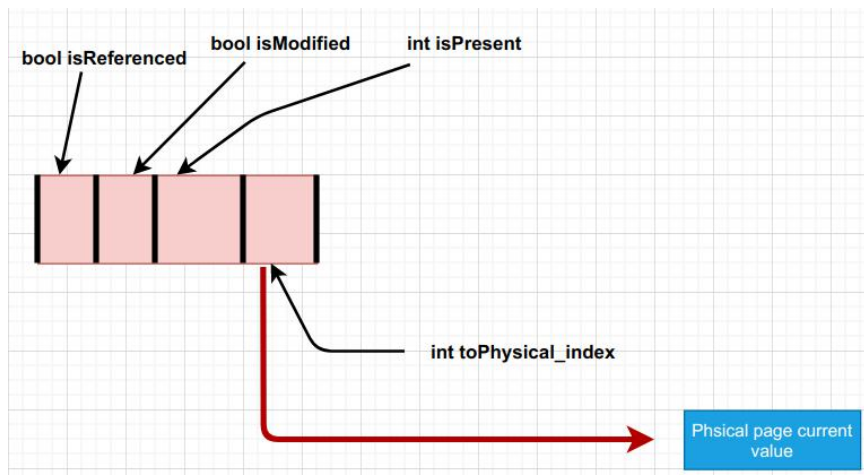 bool isReferenced
bool isModified
int isPresent
int toPhysical_index
Phsical page current
value